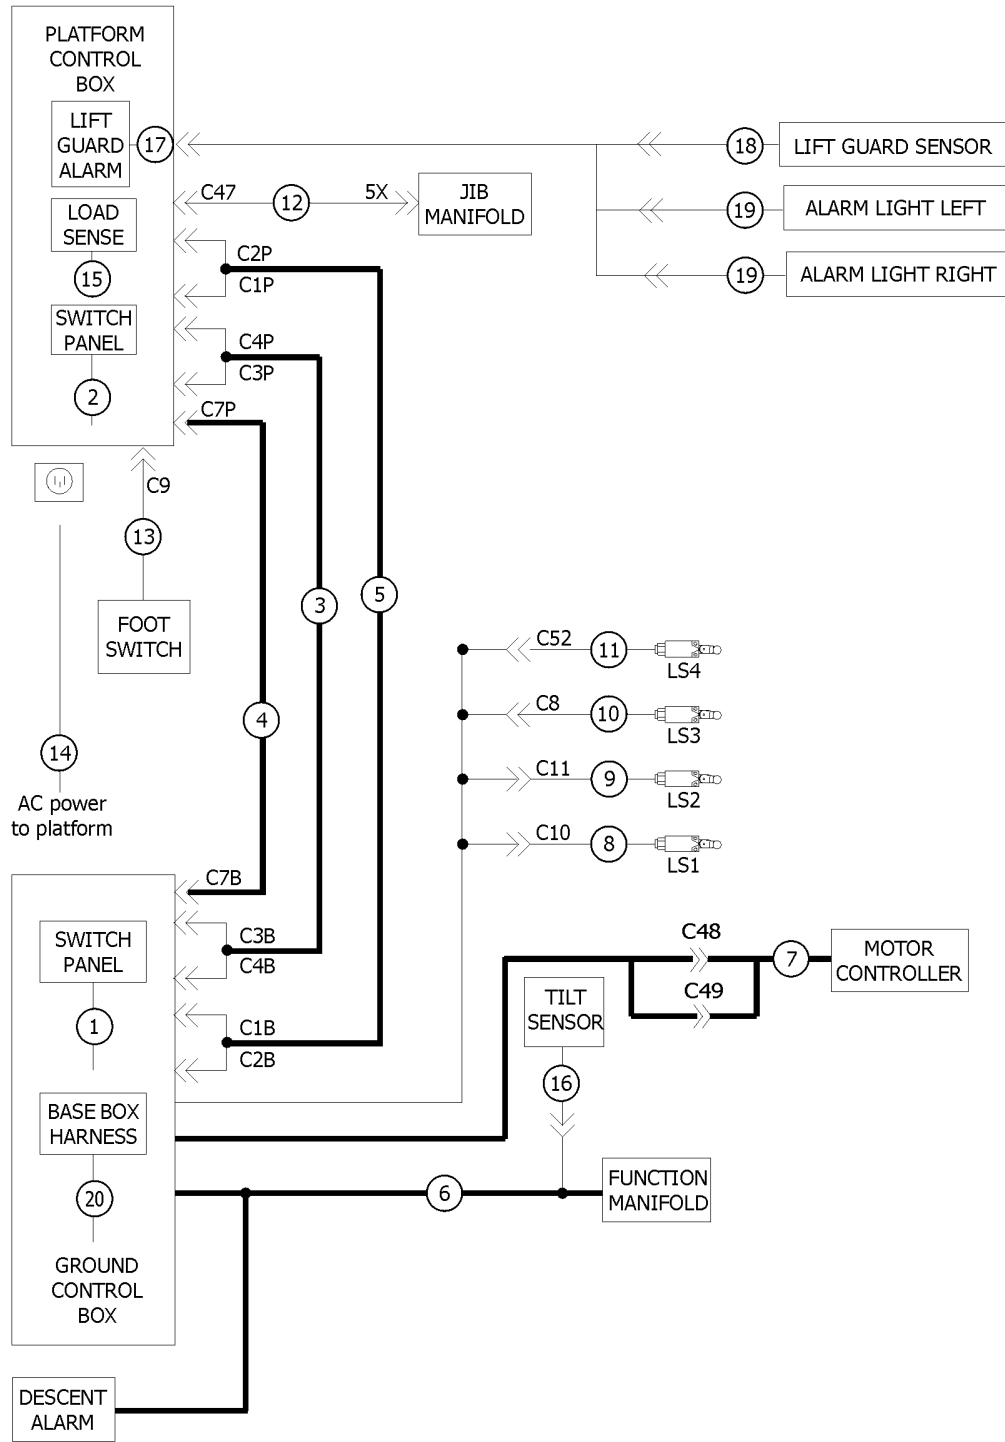 PLATFORM
CONTROL
BOX
LIFT
GUARD
ALARM
17
18
LIFT GUARD SENSOR
C47
12
5X
JIB
MANIFOLD
19
ALARM LIGHT LEFT
LOAD
SENSE
15
C2P
C1P
19
ALARM LIGHT RIGHT
SWITCH
PANEL
2
C4P
C3P
C7P
C9
13
FOOT
SWITCH
3
5
4
14
AC power
to platform
C52
11
LS4
C8
10
LS3
C11
9
LS2
C10
8
LS1
C7B
SWITCH
PANEL
1
C3B
C4B
C1B
C2B
C48
C49
7
MOTOR
CONTROLLER
TILT
SENSOR
16
BASE BOX
HARNESS
20
6
FUNCTION
MANIFOLD
GROUND
CONTROL
BOX
DESCENT
ALARM